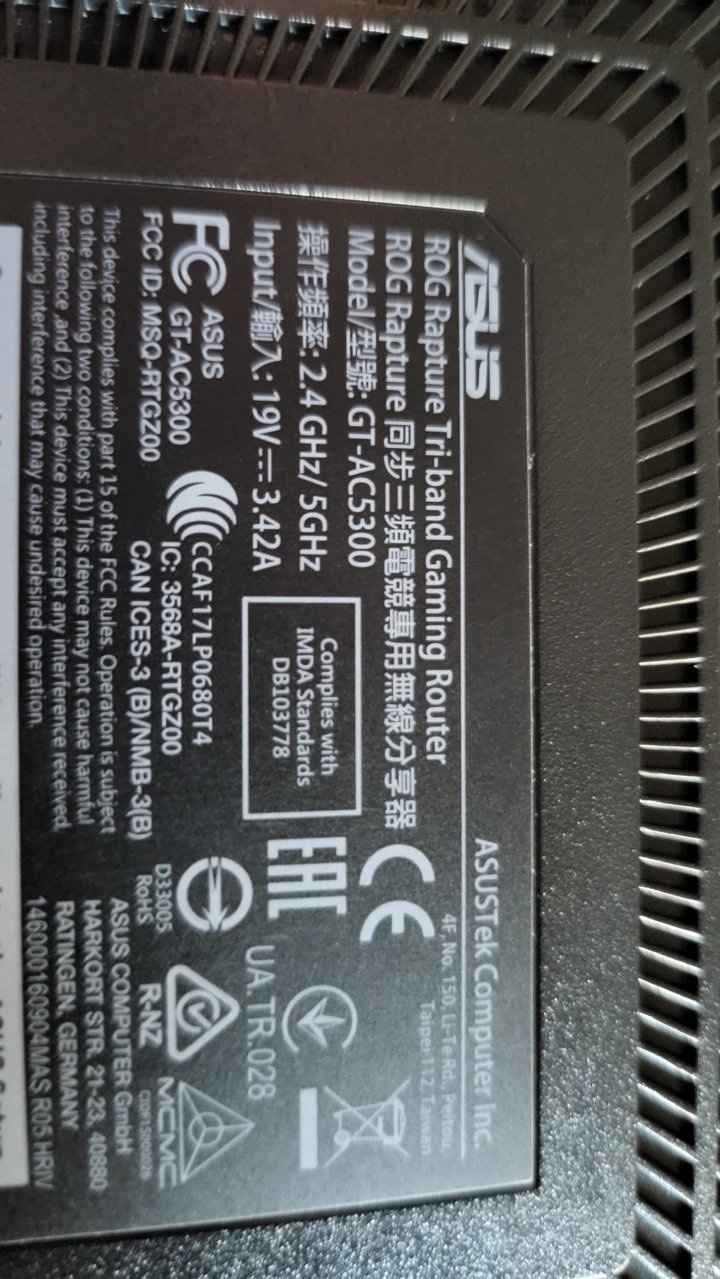 ASUS
ASUSTek Computer Inc.
4F, No. 150, Li-Te Rd., Peitou,
Taipei 112, Taiwan
ROG Rapture Tri-band Gaming Router
ROG Rapture 同步三頻電競專用無線分享器
Model/型號: GT-AC5300
操作頻率: 2.4 GHz/ 5GHz
Input/輸入: 19V⎓3.42A
Complies with
IMDA Standards
DB103778
CE
EAC
UA.TR.028
FC ASUS
GT-AC5300
FCC ID: MSQ-RTGZ00
CCAF17LP0680T4
IC: 3568A-RTGZ00
CAN ICES-3 (B)/NMB-3(B)
D33005
RoHS
R-NZ
MCMC
This device complies with part 15 of the FCC Rules. Operation is subject
to the following two conditions: (1) This device may not cause harmful
interference, and (2) This device must accept any interference received,
including interference that may cause undesired operation.
ASUS COMPUTER GmbH
HARKORT STR. 21-23, 40880
RATINGEN, GERMANY